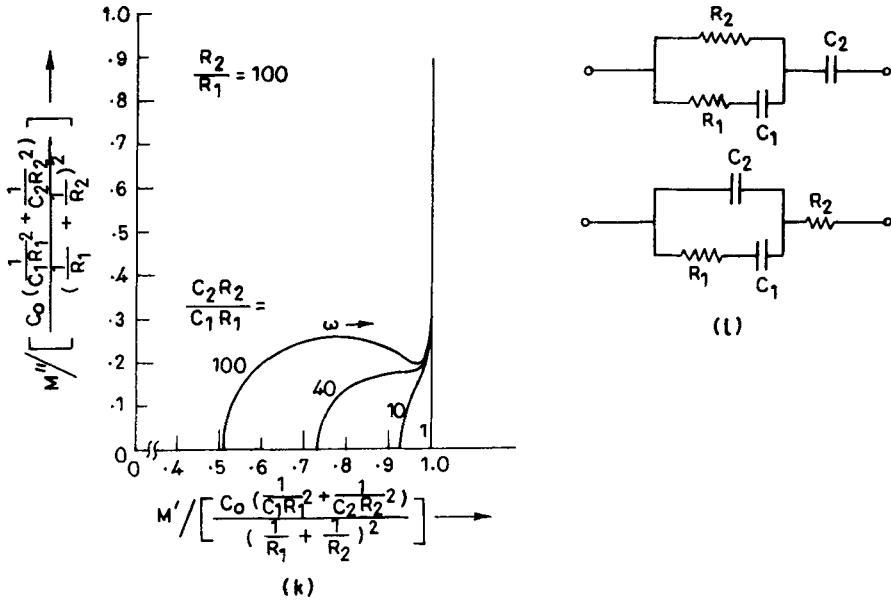 1.0
.9
.8
.7
.6
.5
.4
.3
.2
.1
0
R2/R1 = 100
C2R2/C1R1 =
ω →
100
40
10
1
0 .4 .5 .6 .7 .8 .9 1.0
M''/[C0(1/C1R1² + 1/C2R2²)/(1/R1 + 1/R2)²]
M'/[C0(1/C1R1² + 1/C2R2²)/(1/R1 + 1/R2)²]
(k)
R2
C2
R1
C1
C2
R2
R1
C1
(l)